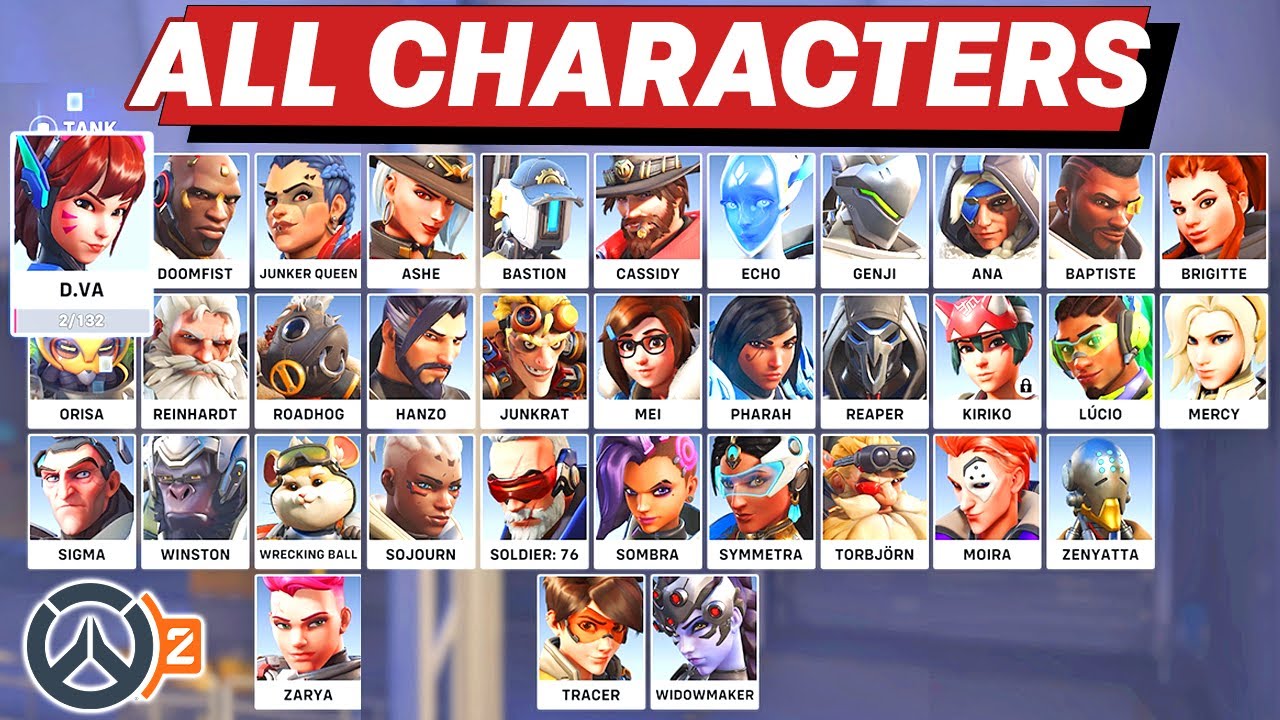 ALL CHARACTERS
TANK
D.VA
2/132
DOOMFIST
JUNKER QUEEN
ASHE
BASTION
CASSIDY
ECHO
GENJI
ANA
BAPTISTE
BRIGITTE
ORISA
REINHARDT
ROADHOG
HANZO
JUNKRAT
MEI
PHARAH
REAPER
KIRIKO
LÚCIO
MERCY
SIGMA
WINSTON
WRECKING BALL
SOJOURN
SOLDIER: 76
SOMBRA
SYMMETRA
TORBJÖRN
MOIRA
ZENYATTA
2
ZARYA
TRACER
WIDOWMAKER